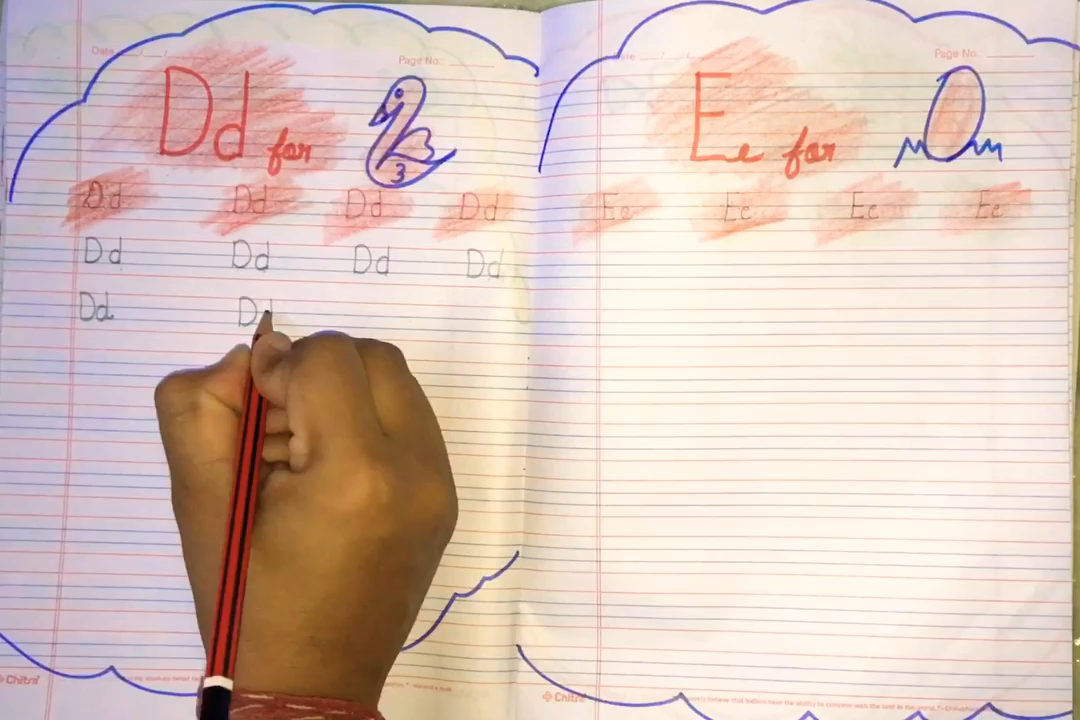 Date
Page No.
Dd for
3
Dd Dd Dd Dd
Dd Dd Dd Dd
Dd Dd
Chitra
Page No.
Ee for
Ee Ee Ee Ee
Chitra